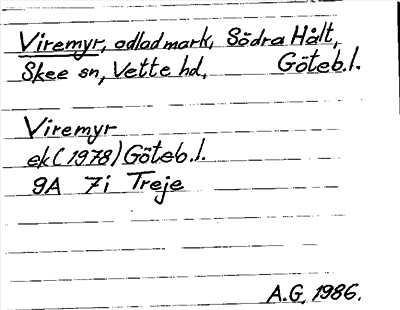 Viremyr, odlad mark, Södra Hålt,
Skee sn, Vette hd, Göteb.l.
Viremyr
ek (1978) Göteb.l.
9A 7i Treje
A.G, 1986.